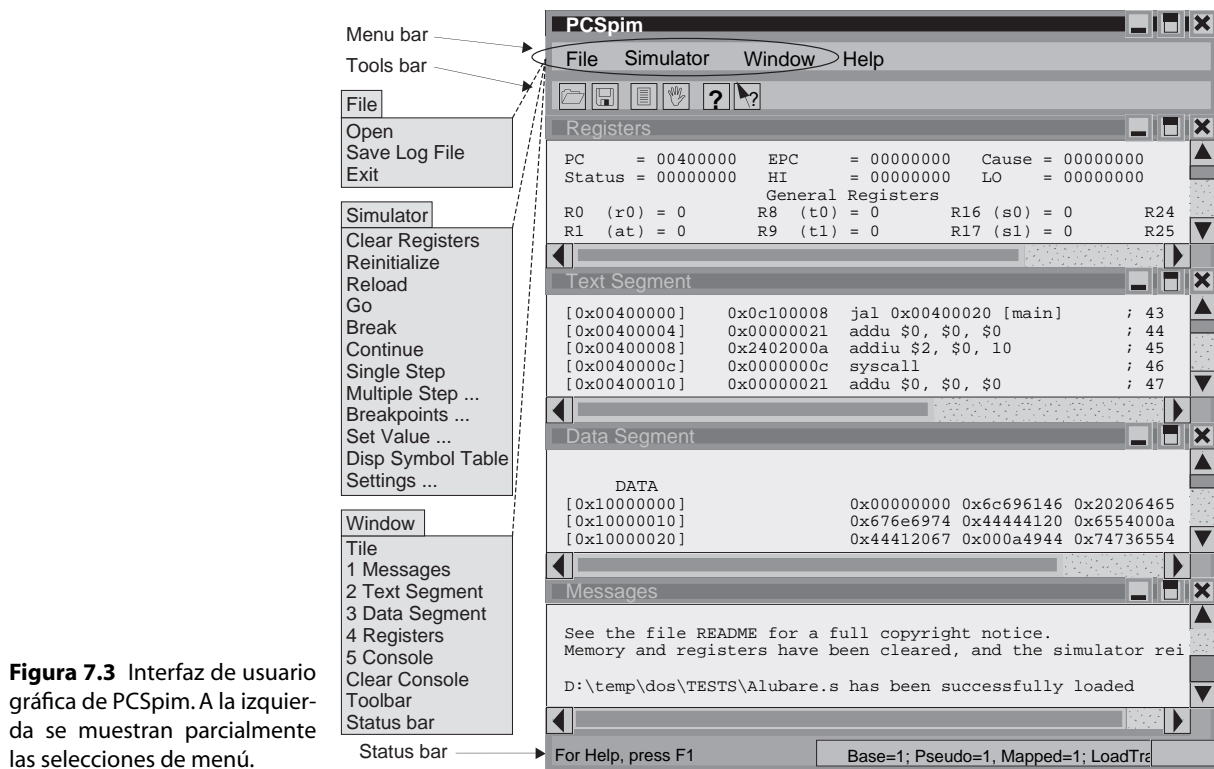 Menu bar
Tools bar
File
Open
Save Log File
Exit
Simulator
Clear Registers
Reinitialize
Reload
Go
Break
Continue
Single Step
Multiple Step ...
Breakpoints ...
Set Value ...
Disp Symbol Table
Settings ...
Window
Tile
1 Messages
2 Text Segment
3 Data Segment
4 Registers
5 Console
Clear Console
Toolbar
Status bar
Status bar
PCSpim
File Simulator Window Help
? ?
Registers
PC = 00400000 EPC = 00000000 Cause = 00000000
Status = 00000000 HI = 00000000 LO = 00000000
General Registers
R0 (r0) = 0 R8 (t0) = 0 R16 (s0) = 0 R24
R1 (at) = 0 R9 (t1) = 0 R17 (s1) = 0 R25
Text Segment
[0x00400000] 0x0c100008 jal 0x00400020 [main] ; 43
[0x00400004] 0x00000021 addu $0, $0, $0 ; 44
[0x00400008] 0x2402000a addiu $2, $0, 10 ; 45
[0x0040000c] 0x0000000c syscall ; 46
[0x00400010] 0x00000021 addu $0, $0, $0 ; 47
Data Segment
DATA
[0x10000000] 0x00000000 0x6c696146 0x20206465
[0x10000010] 0x676e6974 0x44444120 0x6554000a
[0x10000020] 0x44412067 0x000a4944 0x74736554
Messages
See the file README for a full copyright notice.
Memory and registers have been cleared, and the simulator rei
D:\temp\dos\TESTS\Alubare.s has been successfully loaded
For Help, press F1 Base=1; Pseudo=1, Mapped=1; LoadTra
Figura 7.3 Interfaz de usuario
gráfica de PCSpim. A la izquier-
da se muestran parcialmente
las selecciones de menú.